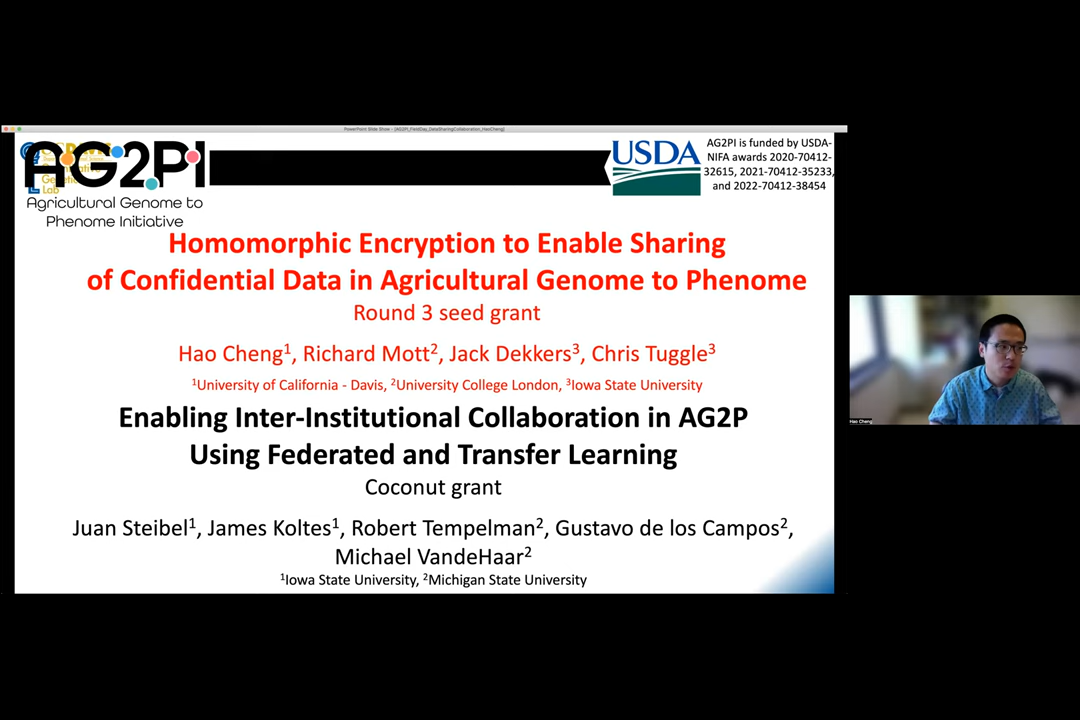 PowerPoint Slide Show - [AG2PI_FieldDay_DataSharingCollaboration_HaoCheng]
AG2PI
Agricultural Genome to
Phenome Initiative
Lab
USDA
AG2PI is funded by USDA-
NIFA awards 2020-70412-
32615, 2021-70412-35233,
and 2022-70412-38454
Homomorphic Encryption to Enable Sharing
of Confidential Data in Agricultural Genome to Phenome
Round 3 seed grant
Hao Cheng¹, Richard Mott², Jack Dekkers³, Chris Tuggle³
¹University of California - Davis, ²University College London, ³Iowa State University
Enabling Inter-Institutional Collaboration in AG2P
Using Federated and Transfer Learning
Coconut grant
Juan Steibel¹, James Koltes¹, Robert Tempelman², Gustavo de los Campos²,
Michael VandeHaar²
¹Iowa State University, ²Michigan State University
Hao Cheng